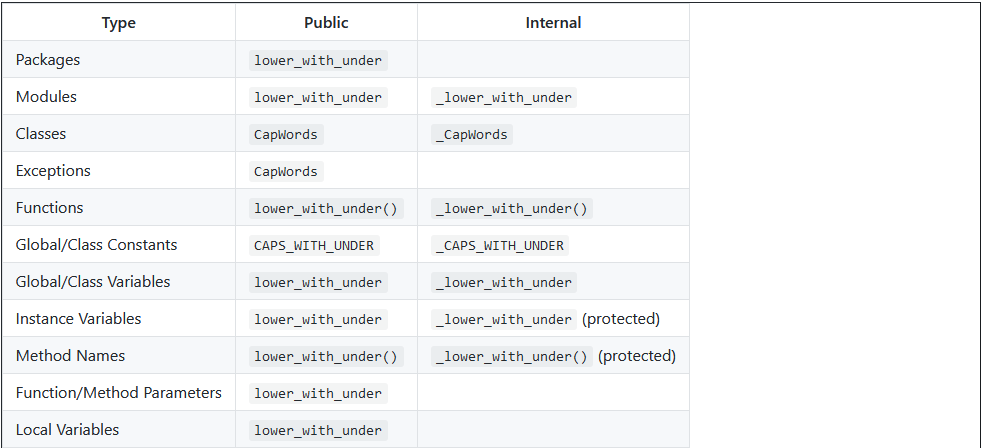 Type Public Internal
Packages lower_with_under
Modules lower_with_under _lower_with_under
Classes CapWords _CapWords
Exceptions CapWords
Functions lower_with_under() _lower_with_under()
Global/Class Constants CAPS_WITH_UNDER _CAPS_WITH_UNDER
Global/Class Variables lower_with_under _lower_with_under
Instance Variables lower_with_under _lower_with_under (protected)
Method Names lower_with_under() _lower_with_under() (protected)
Function/Method Parameters lower_with_under
Local Variables lower_with_under